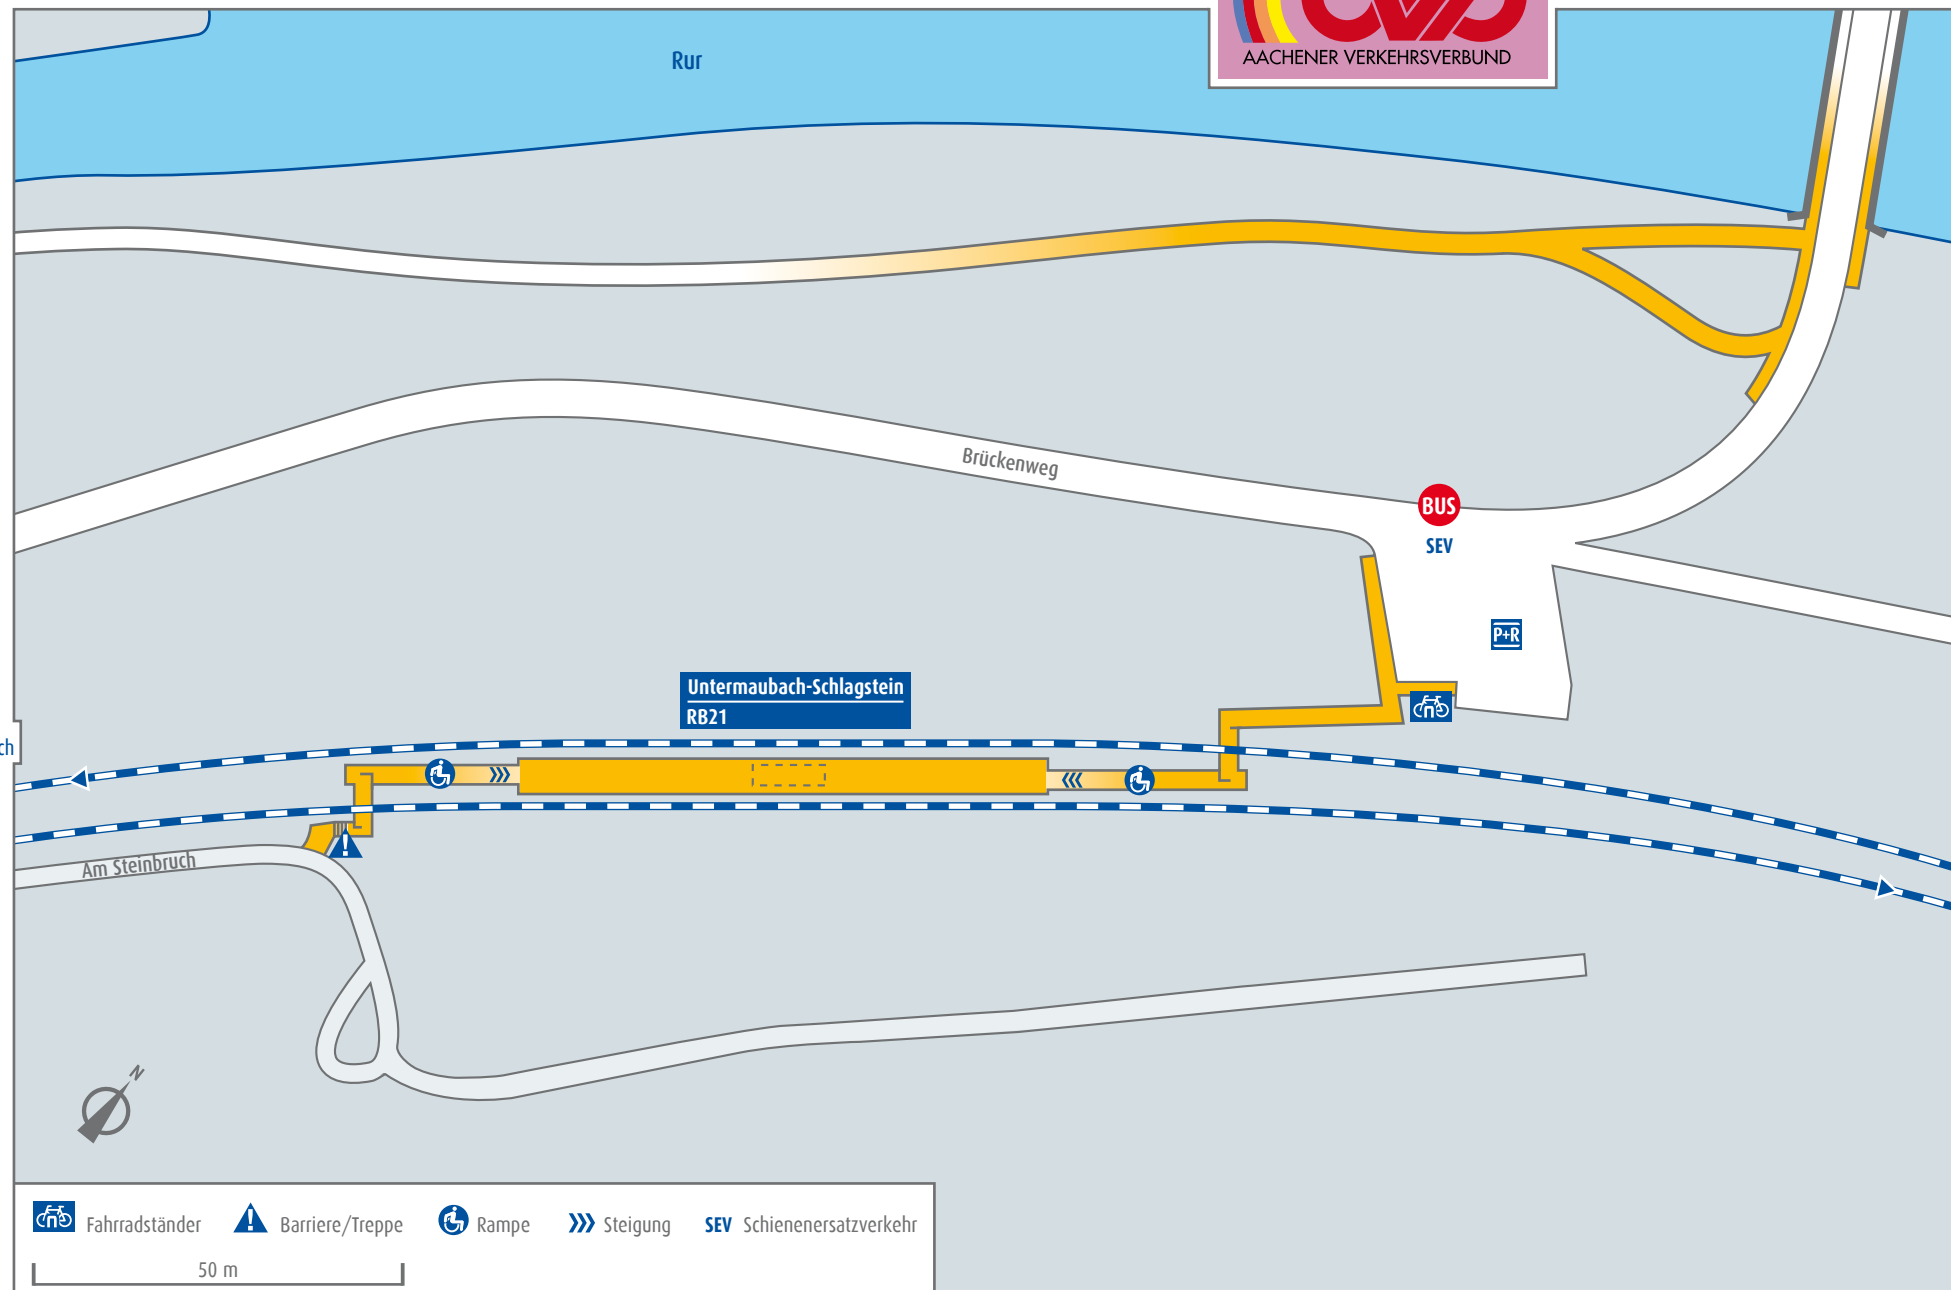 Rur
AACHENER VERKEHRSVERBUND
Brückenweg
BUS
SEV
P+R
Untermaubach-Schlagstein
RB21
ch
Am Steinbruch
N
Fahrradständer
Barriere/Treppe
Rampe
Steigung
SEV Schienenersatzverkehr
50 m